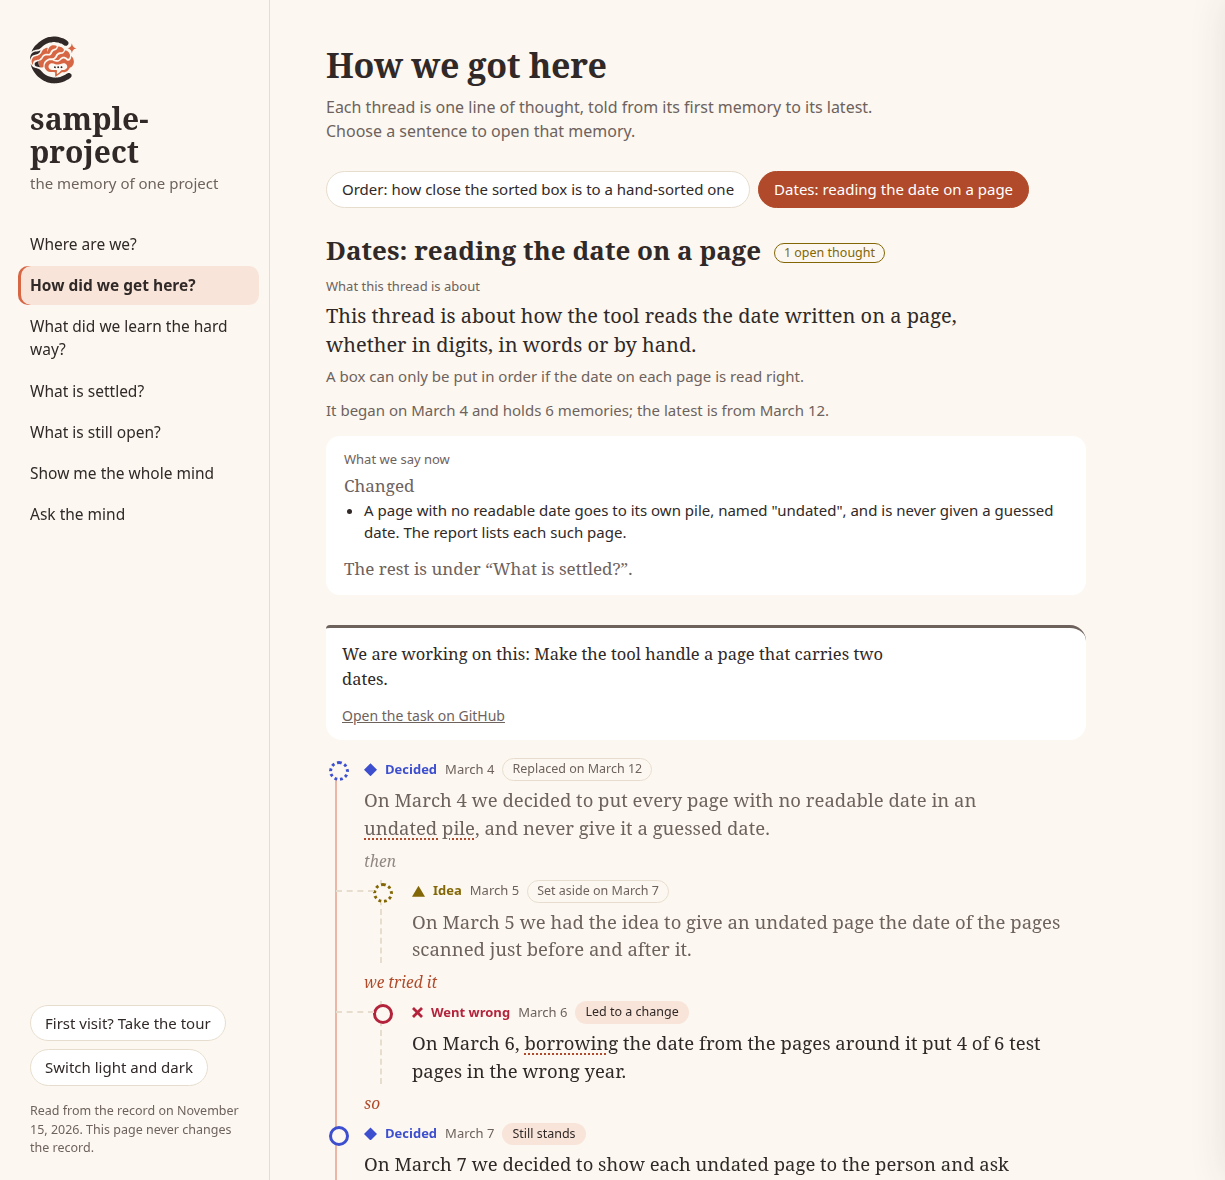 sample-
project
the memory of one project
Where are we?
How did we get here?
What did we learn the hard
way?
What is settled?
What is still open?
Show me the whole mind
Ask the mind
First visit? Take the tour
Switch light and dark
Read from the record on November
15, 2026. This page never changes
the record.
How we got here
Each thread is one line of thought, told from its first memory to its latest.
Choose a sentence to open that memory.
Order: how close the sorted box is to a hand-sorted one
Dates: reading the date on a page
Dates: reading the date on a page
1 open thought
What this thread is about
This thread is about how the tool reads the date written on a page,
whether in digits, in words or by hand.
A box can only be put in order if the date on each page is read right.
It began on March 4 and holds 6 memories; the latest is from March 12.
What we say now
Changed
A page with no readable date goes to its own pile, named "undated", and is never given a guessed
date. The report lists each such page.
The rest is under “What is settled?”.
We are working on this: Make the tool handle a page that carries two
dates.
Open the task on GitHub
Decided March 4 Replaced on March 12
On March 4 we decided to put every page with no readable date in an
undated pile, and never give it a guessed date.
then
Idea March 5 Set aside on March 7
On March 5 we had the idea to give an undated page the date of the pages
scanned just before and after it.
we tried it
Went wrong March 6 Led to a change
On March 6, borrowing the date from the pages around it put 4 of 6 test
pages in the wrong year.
so
Decided March 7 Still stands
On March 7 we decided to show each undated page to the person and ask